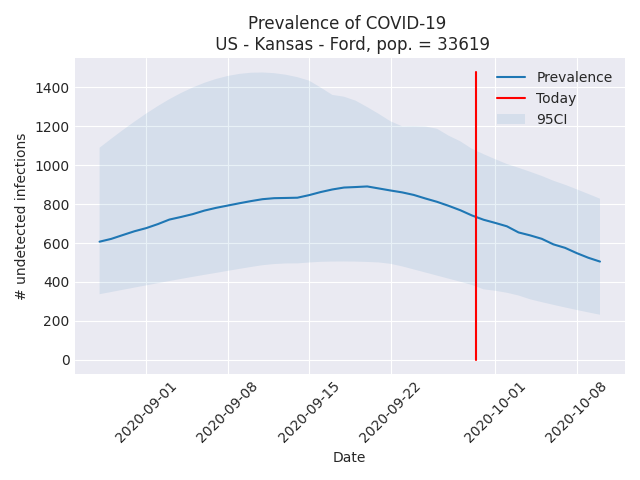 Prevalence of COVID-19
US - Kansas - Ford, pop. = 33619
Prevalence
Today
95CI
1400
1200
1000
800
600
400
200
0
# undetected infections
2020-09-01
2020-09-08
2020-09-15
2020-09-22
2020-10-01
2020-10-08
Date